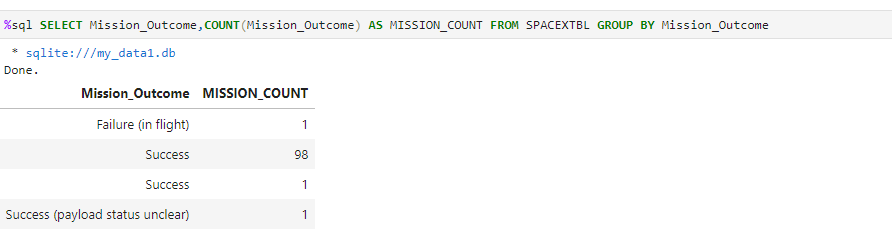 %sql SELECT Mission_Outcome,COUNT(Mission_Outcome) AS MISSION_COUNT FROM SPACEXTBL GROUP BY Mission_Outcome
* sqlite:///my_data1.db
Done.
Mission_Outcome MISSION_COUNT
Failure (in flight) 1
Success 98
Success 1
Success (payload status unclear) 1